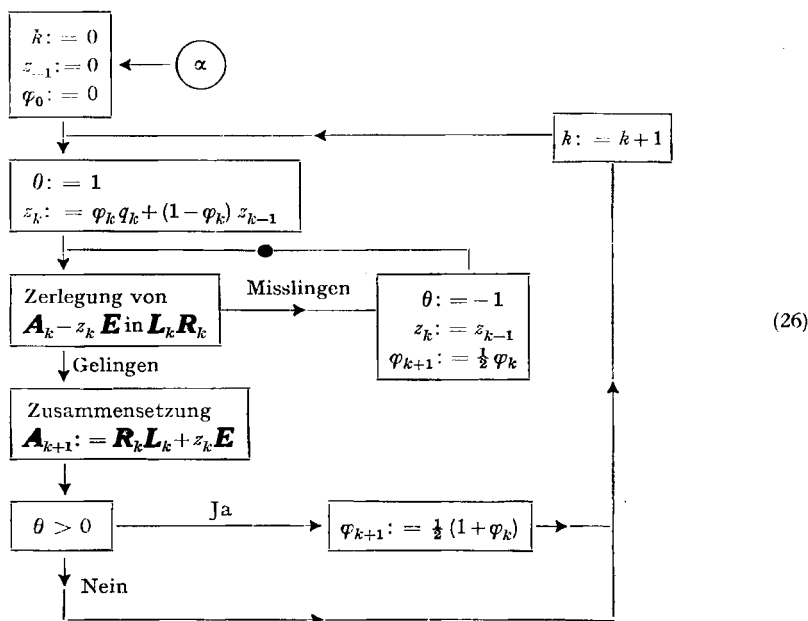 k: = 0
z₋₁: = 0
φ₀: = 0
α
k: = k + 1
θ: = 1
z_k: = φ_k q_k + (1 − φ_k) z_{k−1}
Zerlegung von
A_k − z_k E in L_k R_k
Misslingen
θ: = −1
z_k: = z_{k−1}
φ_{k+1}: = ½ φ_k
(26)
Gelingen
Zusammensetzung
A_{k+1}: = R_k L_k + z_k E
θ > 0
Ja
φ_{k+1}: = ½ (1 + φ_k)
Nein